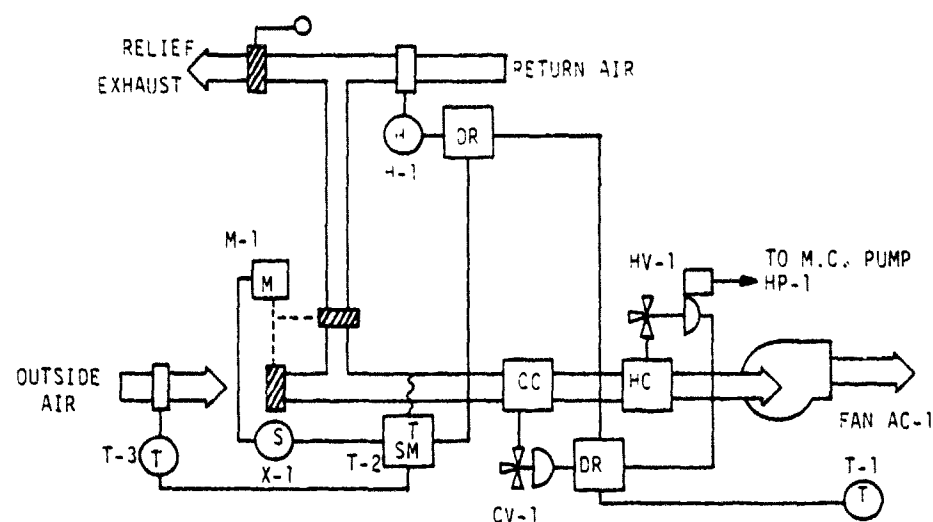 RELIEF
EXHAUST
RETURN AIR
H
DR
H-1
M-1
M
HV-1
TO M.C. PUMP
HP-1
OUTSIDE
AIR
CC
HC
FAN AC-1
T-3
T
S
X-1
T-2
T
SM
DR
CV-1
T-1
T